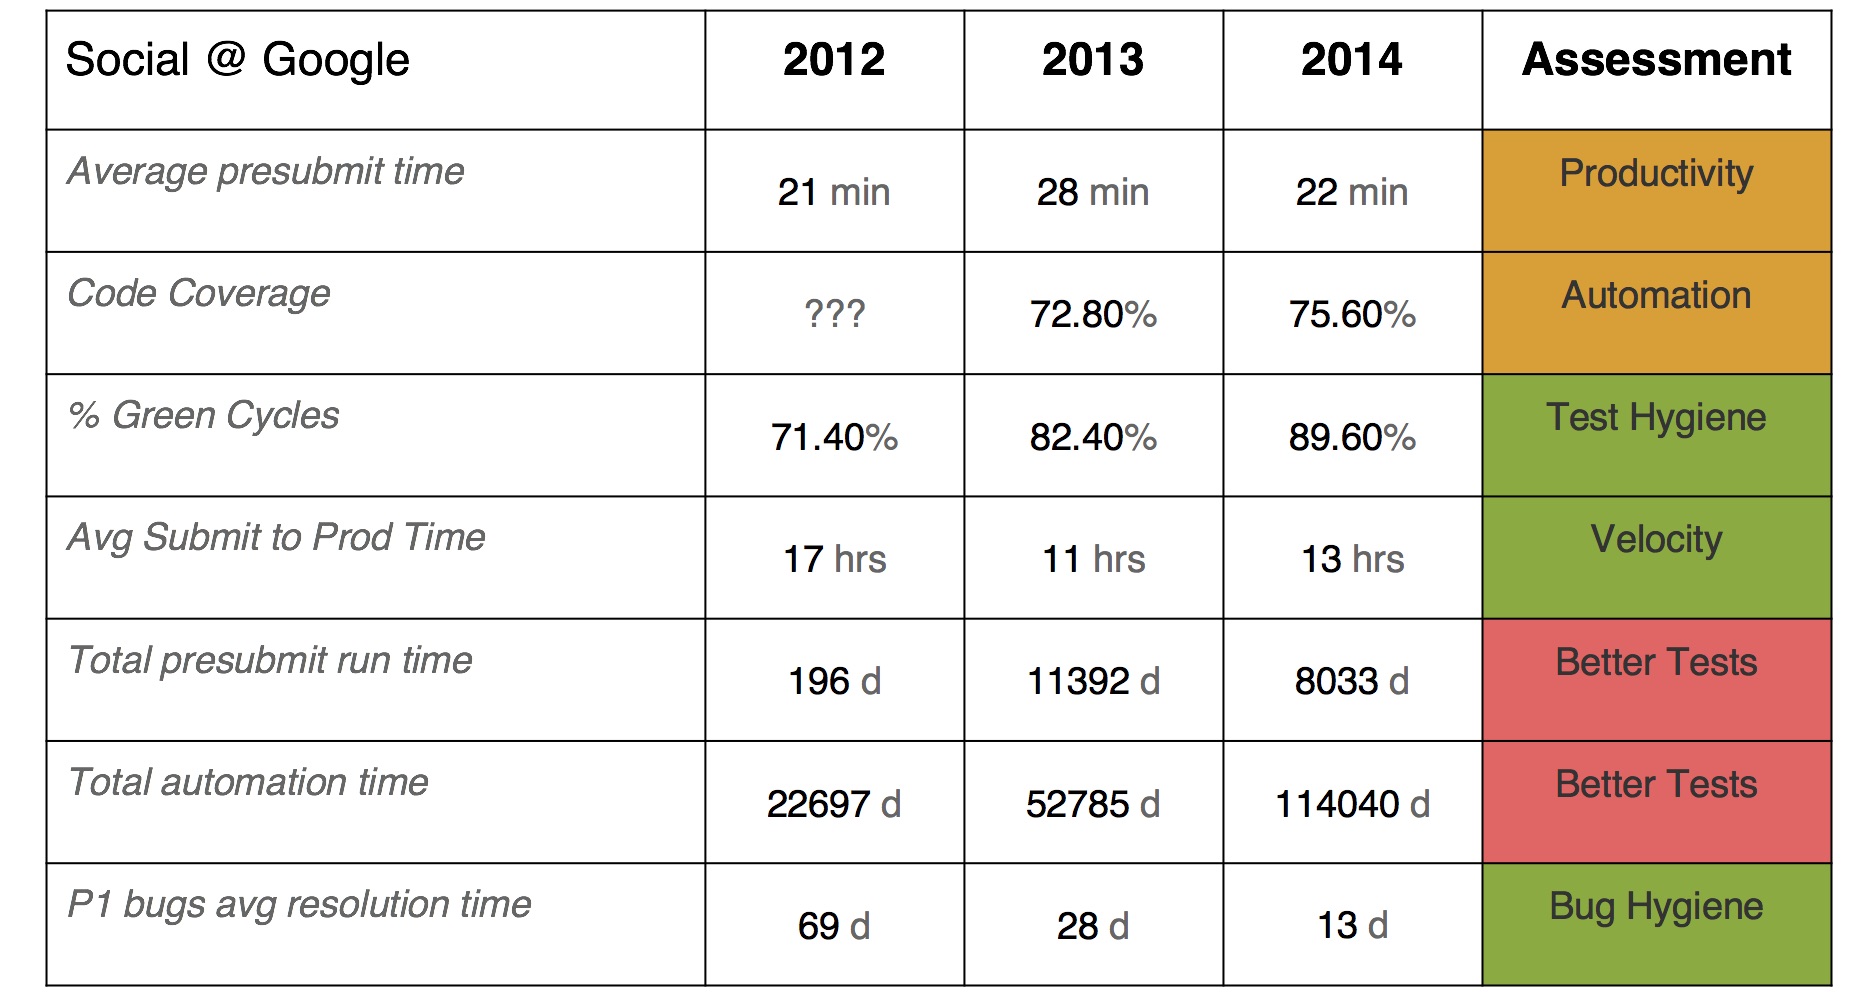 Social @ Google 2012 2013 2014 Assessment
Average presubmit time 21 min 28 min 22 min Productivity
Code Coverage ??? 72.80% 75.60% Automation
% Green Cycles 71.40% 82.40% 89.60% Test Hygiene
Avg Submit to Prod Time 17 hrs 11 hrs 13 hrs Velocity
Total presubmit run time 196 d 11392 d 8033 d Better Tests
Total automation time 22697 d 52785 d 114040 d Better Tests
P1 bugs avg resolution time 69 d 28 d 13 d Bug Hygiene